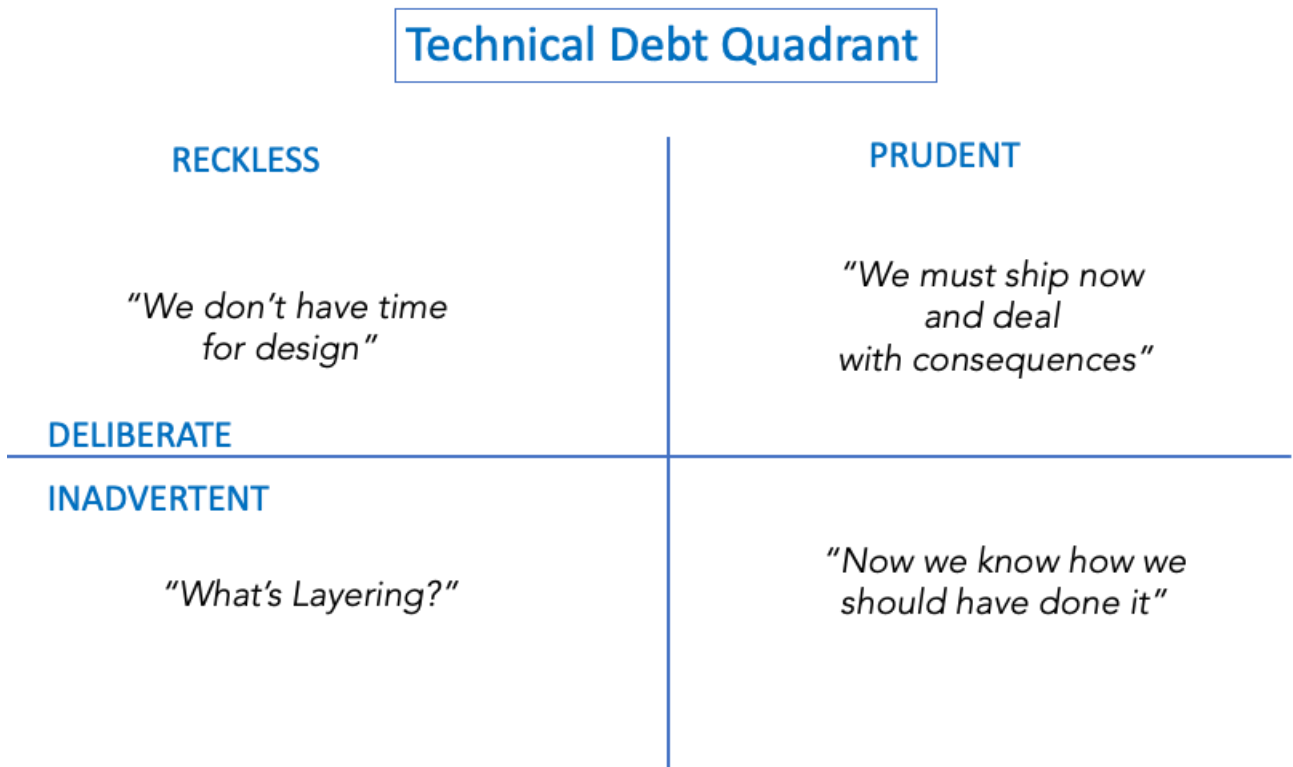 Technical Debt Quadrant
RECKLESS
PRUDENT
“We don’t have time
for design”
“We must ship now
and deal
with consequences”
DELIBERATE
INADVERTENT
“What’s Layering?”
“Now we know how we
should have done it”